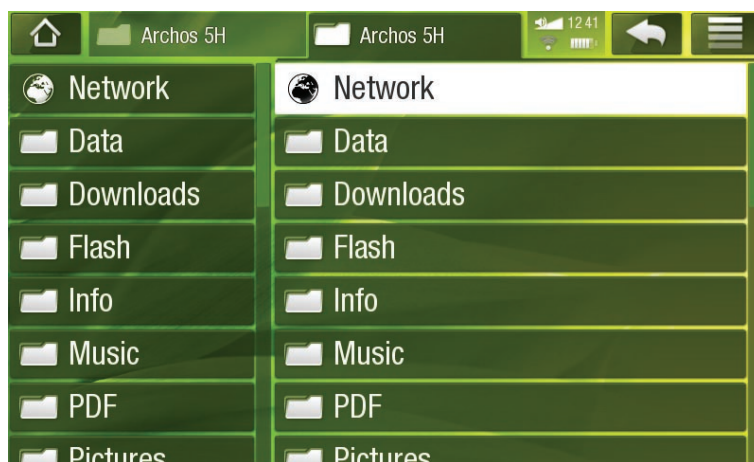 Archos 5H
Archos 5H
12 41
Network
Data
Downloads
Flash
Info
Music
PDF
Pictures
Network
Data
Downloads
Flash
Info
Music
PDF
Pictures